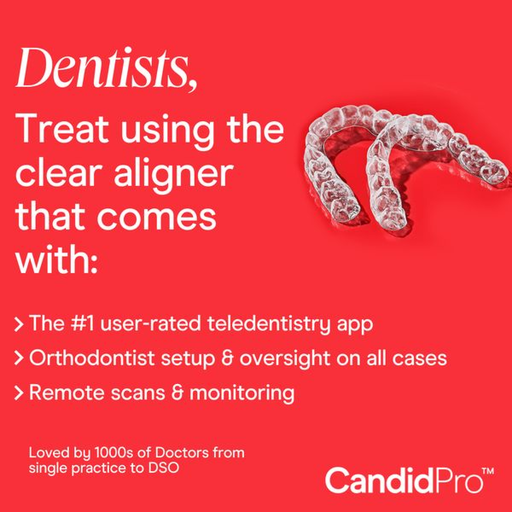 Dentists,
Treat using the
clear aligner
that comes
with:
The #1 user-rated teledentistry app
Orthodontist setup & oversight on all cases
Remote scans & monitoring
Loved by 1000s of Doctors from
single practice to DSO
CandidPro™